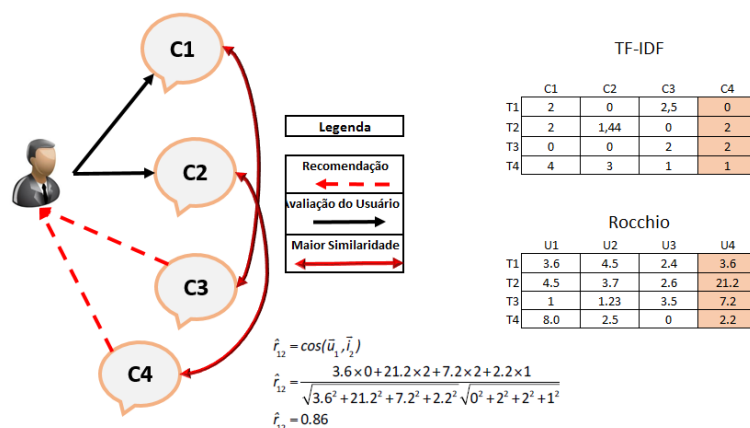 C1
C2
C3
C4
Legenda
Recomendação
Avaliação do Usuário
Maior Similaridade
TF-IDF
C1 C2 C3 C4
T1 2 0 2,5 0
T2 2 1,44 0 2
T3 0 0 2 2
T4 4 3 1 1
Rocchio
U1 U2 U3 U4
T1 3.6 4.5 2.4 3.6
T2 4.5 3.7 2.6 21.2
T3 1 1.23 3.5 7.2
T4 8.0 2.5 0 2.2
r̂₁₂ = cos(u⃗₁, i⃗₂)
r̂₁₂ = (3.6×0+21.2×2+7.2×2+2.2×1) / (√(3.6²+21.2²+7.2²+2.2²) √(0²+2²+2²+1²))
r̂₁₂ = 0.86